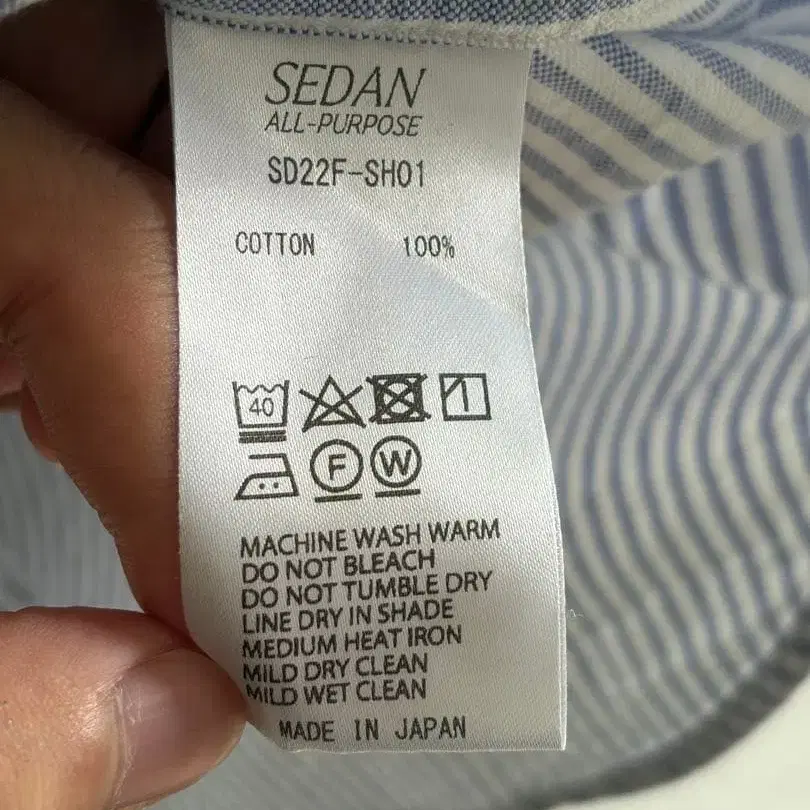 SEDAN
ALL-PURPOSE
SD22F-SH01
COTTON 100%
40
F W
MACHINE WASH WARM
DO NOT BLEACH
DO NOT TUMBLE DRY
LINE DRY IN SHADE
MEDIUM HEAT IRON
MILD DRY CLEAN
MILD WET CLEAN
MADE IN JAPAN